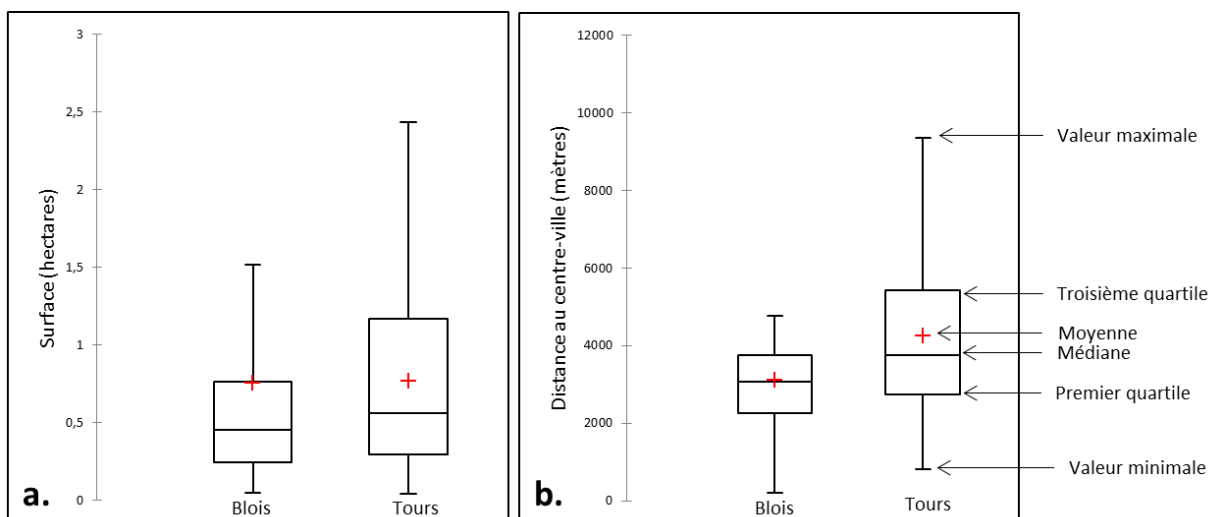 Surface (hectares)
3
2,5
2
1,5
1
0,5
0
Blois
Tours
a.
Distance au centre-ville (mètres)
12000
10000
8000
6000
4000
2000
0
Blois
Tours
b.
Valeur maximale
Troisième quartile
Moyenne
Médiane
Premier quartile
Valeur minimale